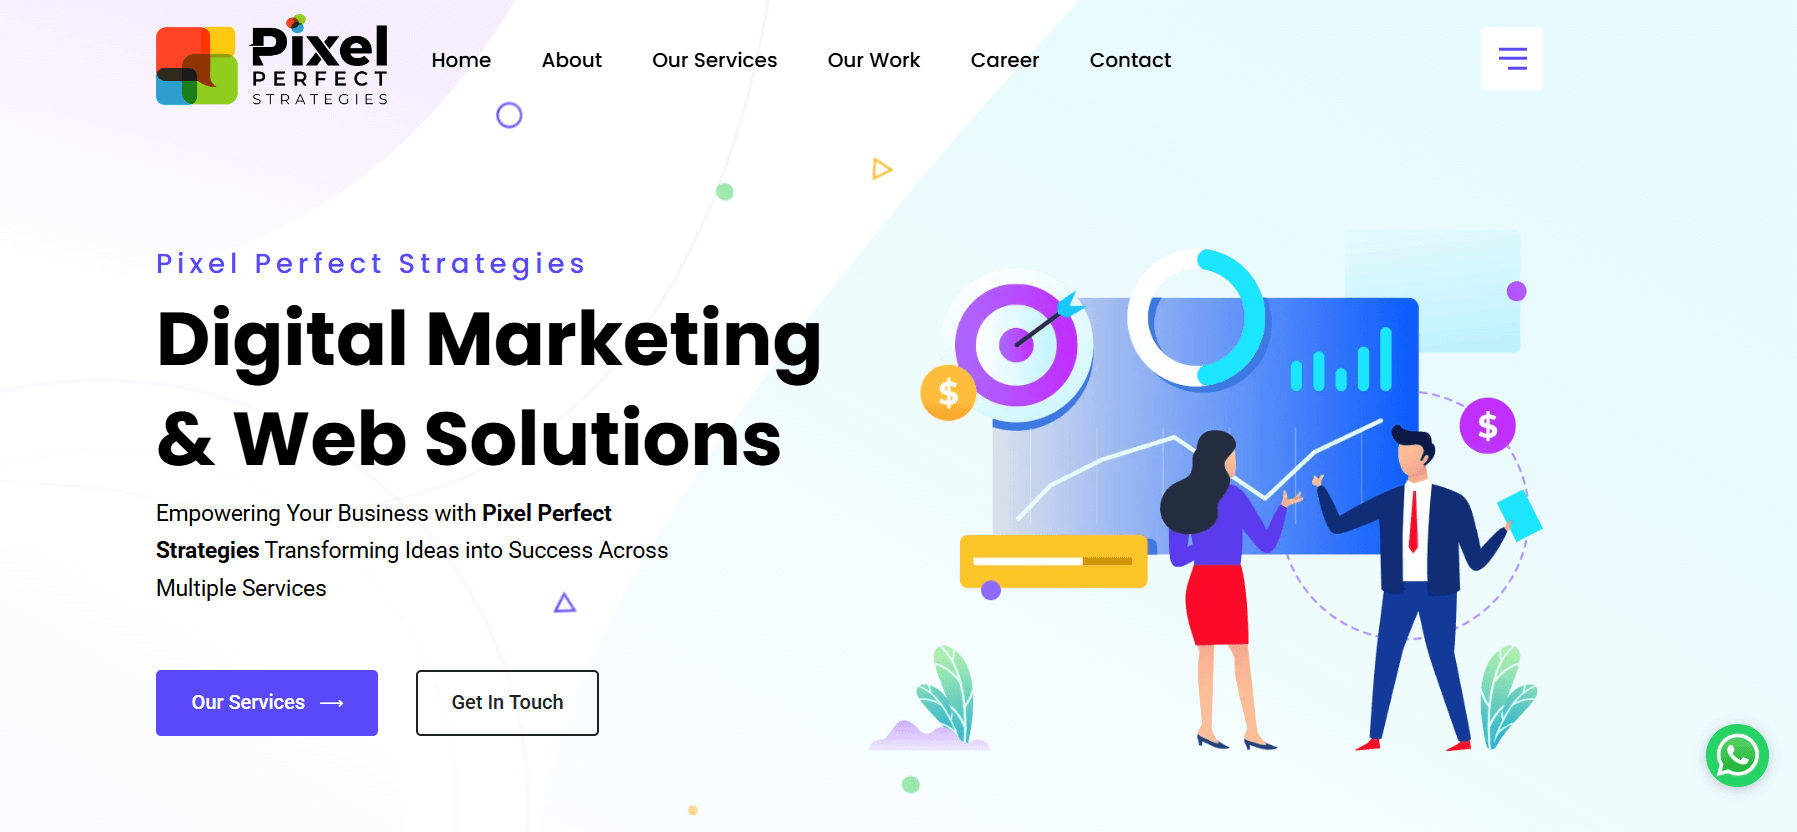 Pixel
PERFECT
STRATEGIES
Home About Our Services Our Work Career Contact
Pixel Perfect Strategies
Digital Marketing
& Web Solutions
Empowering Your Business with Pixel Perfect
Strategies Transforming Ideas into Success Across
Multiple Services
Our Services ⟶
Get In Touch
$
$